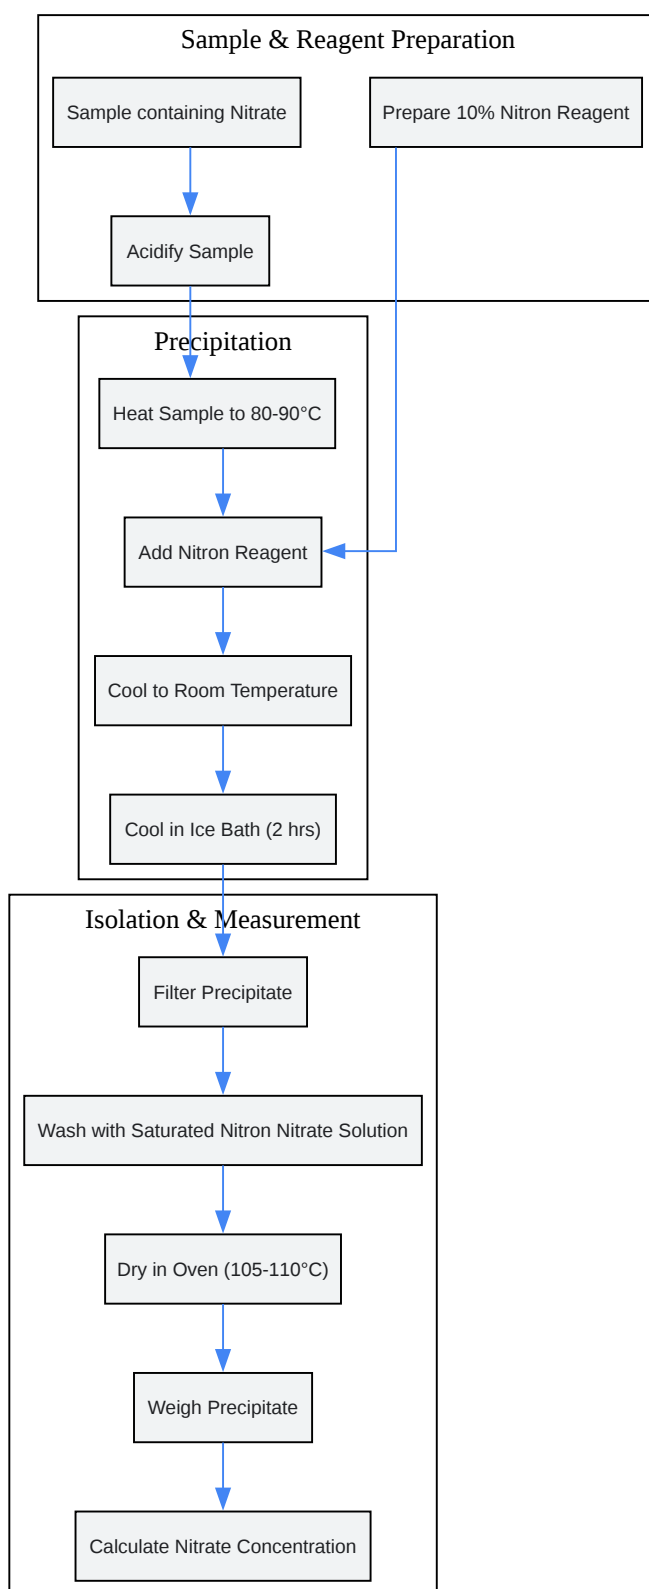 Sample & Reagent Preparation
Sample containing Nitrate
Prepare 10% Nitron Reagent
Acidify Sample
Precipitation
Heat Sample to 80-90°C
Add Nitron Reagent
Cool to Room Temperature
Cool in Ice Bath (2 hrs)
Isolation & Measurement
Filter Precipitate
Wash with Saturated Nitron Nitrate Solution
Dry in Oven (105-110°C)
Weigh Precipitate
Calculate Nitrate Concentration